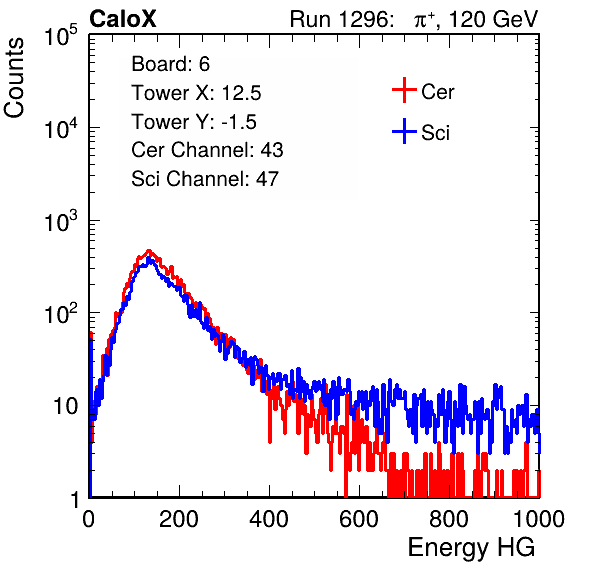 CaloX Run 1296: π⁺, 120 GeV
Counts
Board: 6
Tower X: 12.5
Tower Y: -1.5
Cer Channel: 43
Sci Channel: 47
Cer
Sci
10⁵
10⁴
10³
10²
10
1
0 200 400 600 800 1000
Energy HG